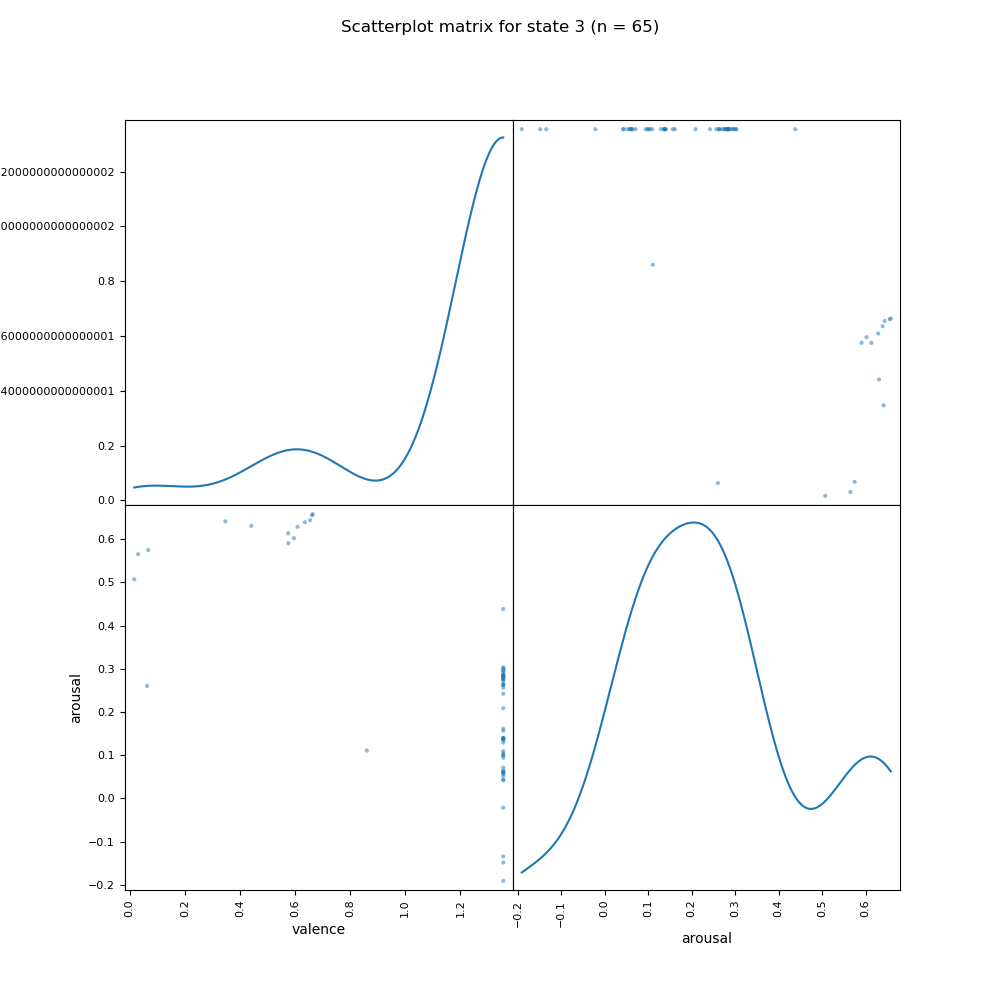 Scatterplot matrix for state 3 (n = 65)
2000000000000002
0000000000000002
0.8
6000000000000001
4000000000000001
0.2
0.0
0.6
0.5
0.4
0.3
0.2
0.1
0.0
−0.1
−0.2
arousal
0.0 0.2 0.4 0.6 0.8 1.0 1.2
−0.2 −0.1 0.0 0.1 0.2 0.3 0.4 0.5 0.6
valence
arousal